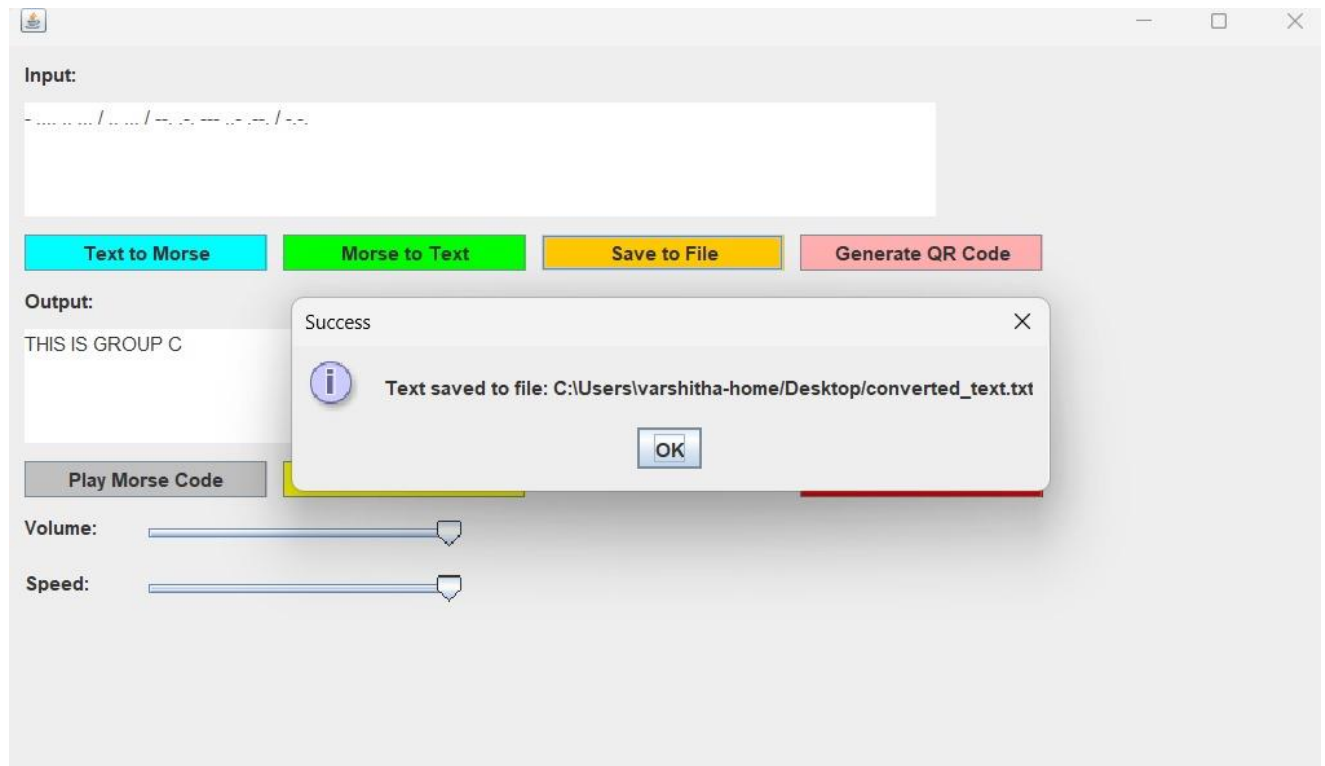 Input:
- .... .. ... / .. ... / --. .-. --- ..- .--. / -.-.
Text to Morse Morse to Text Save to File Generate QR Code
Output:
THIS IS GROUP C
Success
i
Text saved to file: C:\Users\varshitha-home/Desktop/converted_text.txt
OK
Play Morse Code
Volume:
Speed: